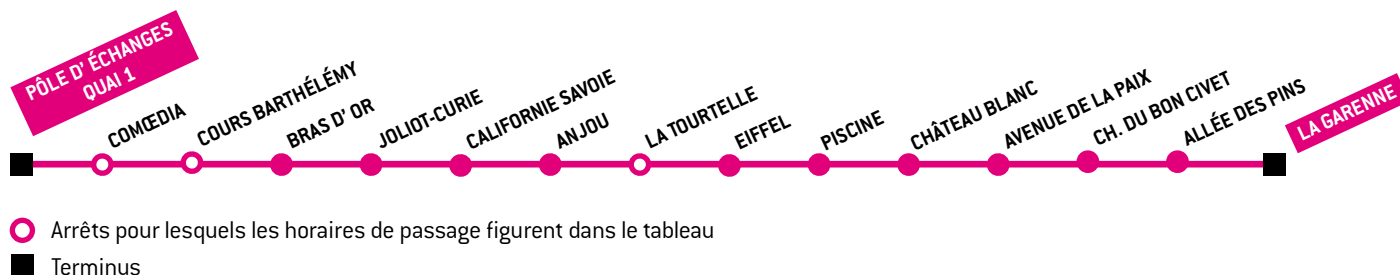 PÔLE D' ÉCHANGES
QUAI 1
COMŒDIA
COURS BARTHÉLÉMY
BRAS D' OR
JOLIOT-CURIE
CALIFORNIE SAVOIE
ANJOU
LA TOURTELLE
EIFFEL
PISCINE
CHÂTEAU BLANC
AVENUE DE LA PAIX
CH. DU BON CIVET
ALLÉE DES PINS
LA GARENNE
Arrêts pour lesquels les horaires de passage figurent dans le tableau
Terminus